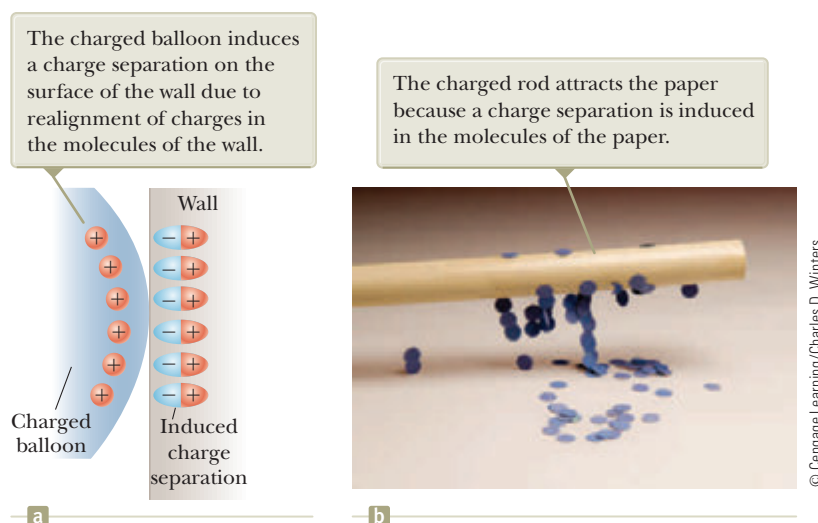 The charged balloon induces
a charge separation on the
surface of the wall due to
realignment of charges in
the molecules of the wall.
The charged rod attracts the paper
because a charge separation is induced
in the molecules of the paper.
Wall
+ − +
+ − +
+ − +
+ − +
+ − +
+ − +
Charged
balloon
Induced
charge
separation
© Cengage Learning/Charles D. Winters
a
b